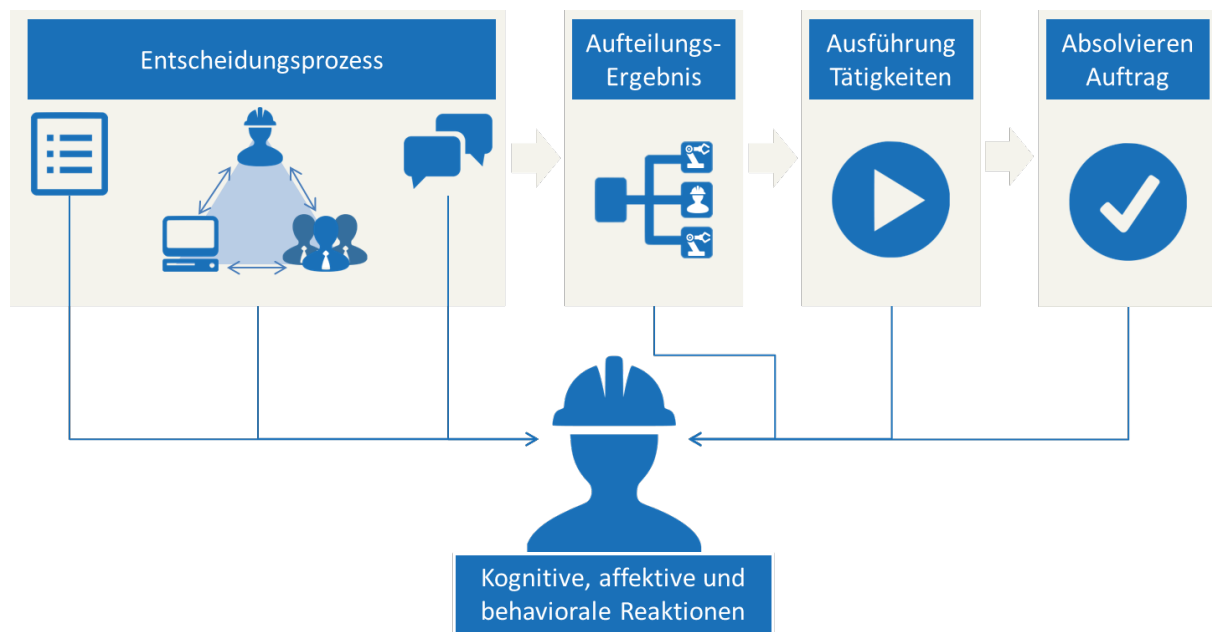 Entscheidungsprozess
Aufteilungs-
Ergebnis
Ausführung
Tätigkeiten
Absolvieren
Auftrag
Kognitive, affektive und
behaviorale Reaktionen